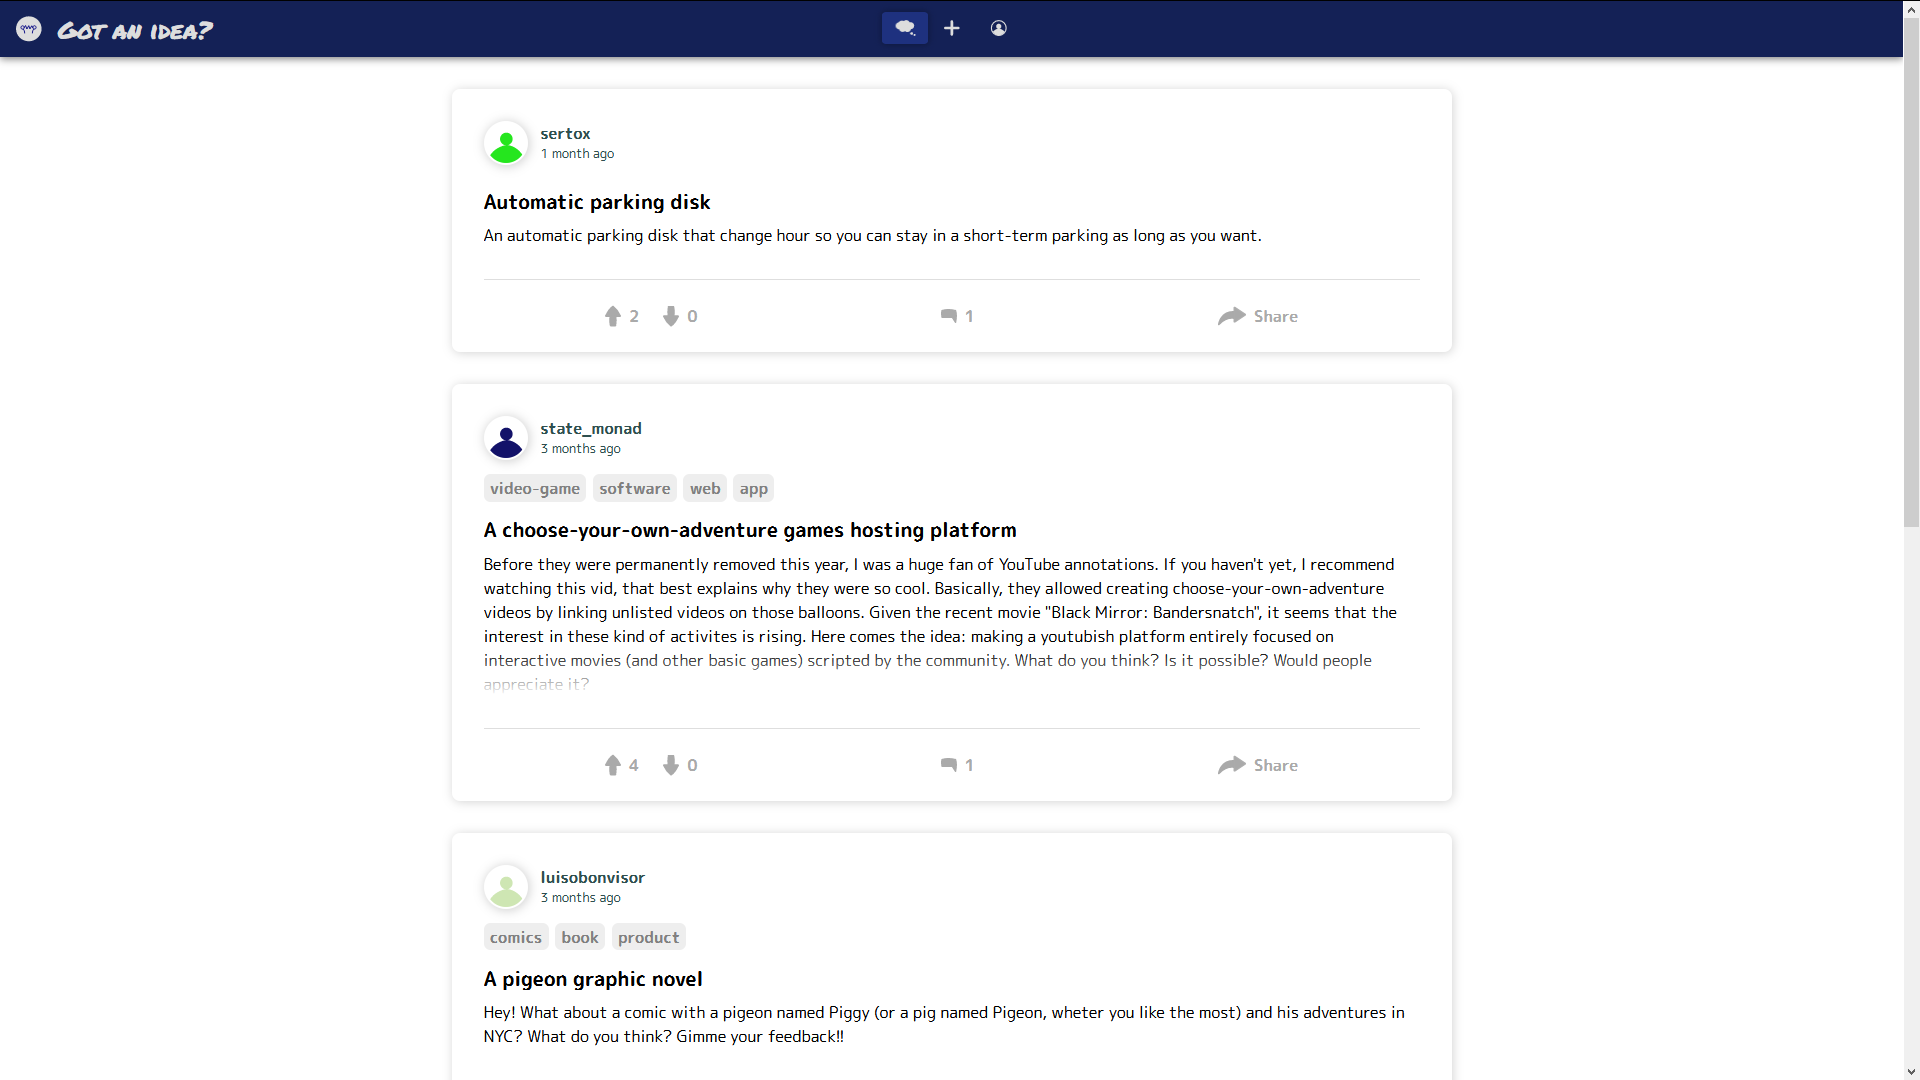 Got an idea?
sertox
1 month ago
Automatic parking disk
An automatic parking disk that change hour so you can stay in a short-term parking as long as you want.
2 0 1 Share
state_monad
3 months ago
video-game software web app
A choose-your-own-adventure games hosting platform
Before they were permanently removed this year, I was a huge fan of YouTube annotations. If you haven't yet, I recommend
watching this vid, that best explains why they were so cool. Basically, they allowed creating choose-your-own-adventure
videos by linking unlisted videos on those balloons. Given the recent movie "Black Mirror: Bandersnatch", it seems that the
interest in these kind of activites is rising. Here comes the idea: making a youtubish platform entirely focused on
interactive movies (and other basic games) scripted by the community. What do you think? Is it possible? Would people
appreciate it?
4 0 1 Share
luisobonvisor
3 months ago
comics book product
A pigeon graphic novel
Hey! What about a comic with a pigeon named Piggy (or a pig named Pigeon, wheter you like the most) and his adventures in
NYC? What do you think? Gimme your feedback!!